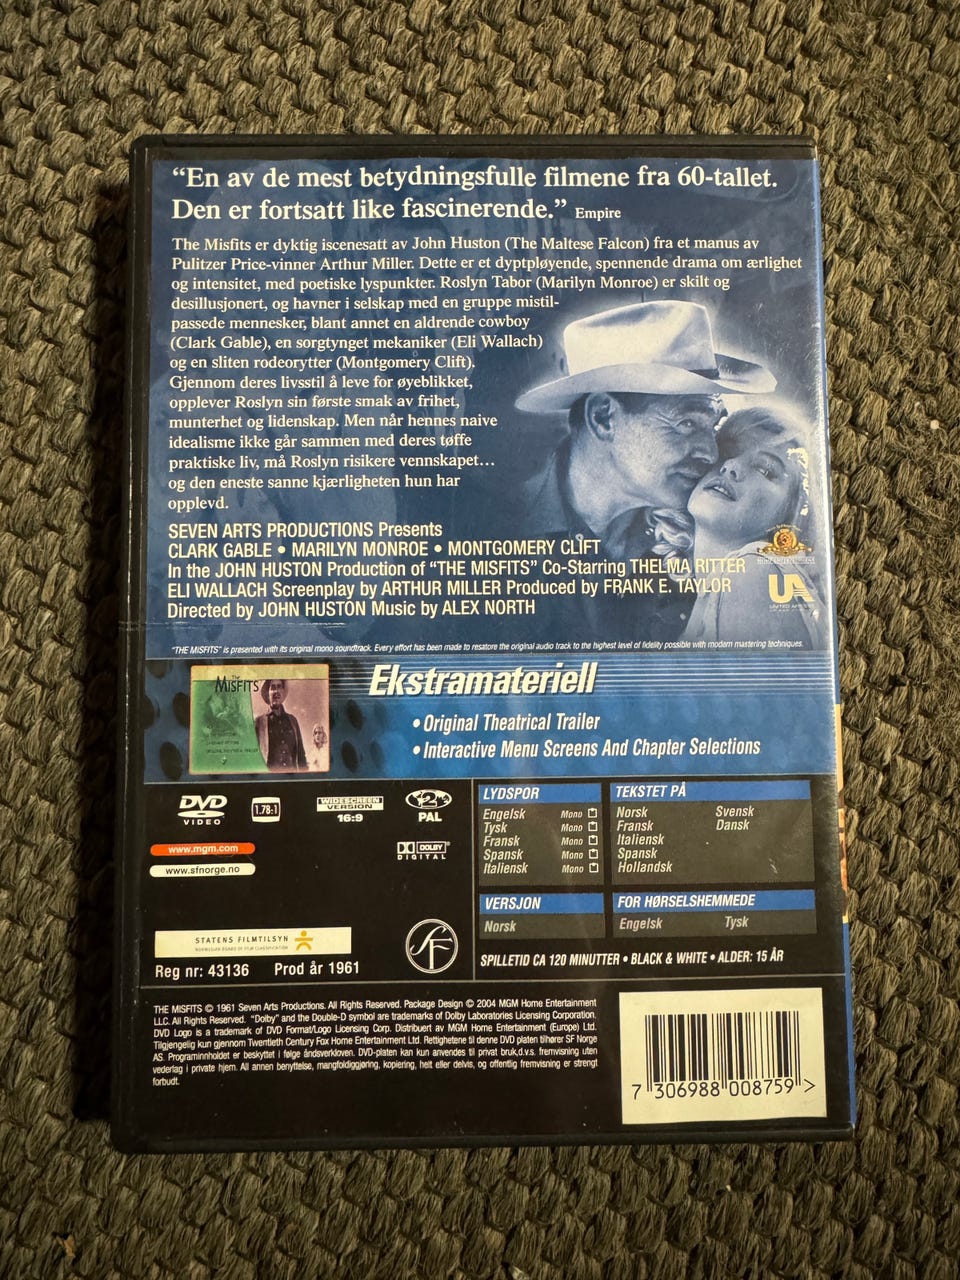 “En av de mest betydningsfulle filmene fra 60-tallet.
Den er fortsatt like fascinerende.” Empire
The Misfits er dyktig iscenesatt av John Huston (The Maltese Falcon) fra et manus av
Pulitzer Price-vinner Arthur Miller. Dette er et dyptpløyende, spennende drama om ærlighet
og intensitet, med poetiske lyspunkter. Roslyn Tabor (Marilyn Monroe) er skilt og
desillusjonert, og havner i selskap med en gruppe mistil-
passede mennesker, blant annet en aldrende cowboy
(Clark Gable), en sorgtynget mekaniker (Eli Wallach)
og en sliten rodeorytter (Montgomery Clift).
Gjennom deres livsstil å leve for øyeblikket,
opplever Roslyn sin første smak av frihet,
munterhet og lidenskap. Men når hennes naive
idealisme ikke går sammen med deres tøffe
praktiske liv, må Roslyn risikere vennskapet…
og den eneste sanne kjærligheten hun har
opplevd.
SEVEN ARTS PRODUCTIONS Presents
CLARK GABLE • MARILYN MONROE • MONTGOMERY CLIFT
In the JOHN HUSTON Production of “THE MISFITS” Co-Starring THELMA RITTER
ELI WALLACH Screenplay by ARTHUR MILLER Produced by FRANK E. TAYLOR
Directed by JOHN HUSTON Music by ALEX NORTH
UA
UNITED
“THE MISFITS” is presented with its original mono soundtrack. Every effort has been made to resatore the original audio track to the highest level of fidelity possible with modern mastering techniques.
The
MISFITS
Ekstramateriell
• Original Theatrical Trailer
• Interactive Menu Screens And Chapter Selections
DVD
VIDEO
1.78:1
WIDESCREEN
VERSION
16:9
2
PAL
www.mgm.com
www.sfnorge.no
DOLBY
DIGITAL
LYDSPOR
Engelsk Mono
Tysk Mono
Fransk Mono
Spansk Mono
Italiensk Mono
TEKSTET PÅ
Norsk Svensk
Fransk Dansk
Italiensk
Spansk
Hollandsk
VERSJON
Norsk
FOR HØRSELSHEMMEDE
Engelsk Tysk
STATENS FILMTILSYN
NORWEGIAN BOARD OF FILM CLASSIFICATION
Reg nr: 43136 Prod år 1961
SF
SPILLETID CA 120 MINUTTER • BLACK & WHITE • ALDER: 15 ÅR
THE MISFITS © 1961 Seven Arts Productions. All Rights Reserved. Package Design © 2004 MGM Home Entertainment
LLC. All Rights Reserved. “Dolby” and the Double-D symbol are trademarks of Dolby Laboratories Licensing Corporation.
DVD Logo is a trademark of DVD Format/Logo Licensing Corp. Distribuert av MGM Home Entertainment (Europe) Ltd.
Tilgjengelig kun gjennom Twentieth Century Fox Home Entertainment Ltd. Rettighetene til denne DVD platen tilhører SF Norge
AS. Programinnholdet er beskyttet i følge åndsverkloven. DVD-platen kan kun anvendes til privat bruk,d.v.s. fremvisning uten
vederlag i private hjem. All annen benyttelse, mangfoldiggjøring, kopiering, helt eller delvis, og offentlig fremvisning er strengt
forbudt.
7 306988 008759 >